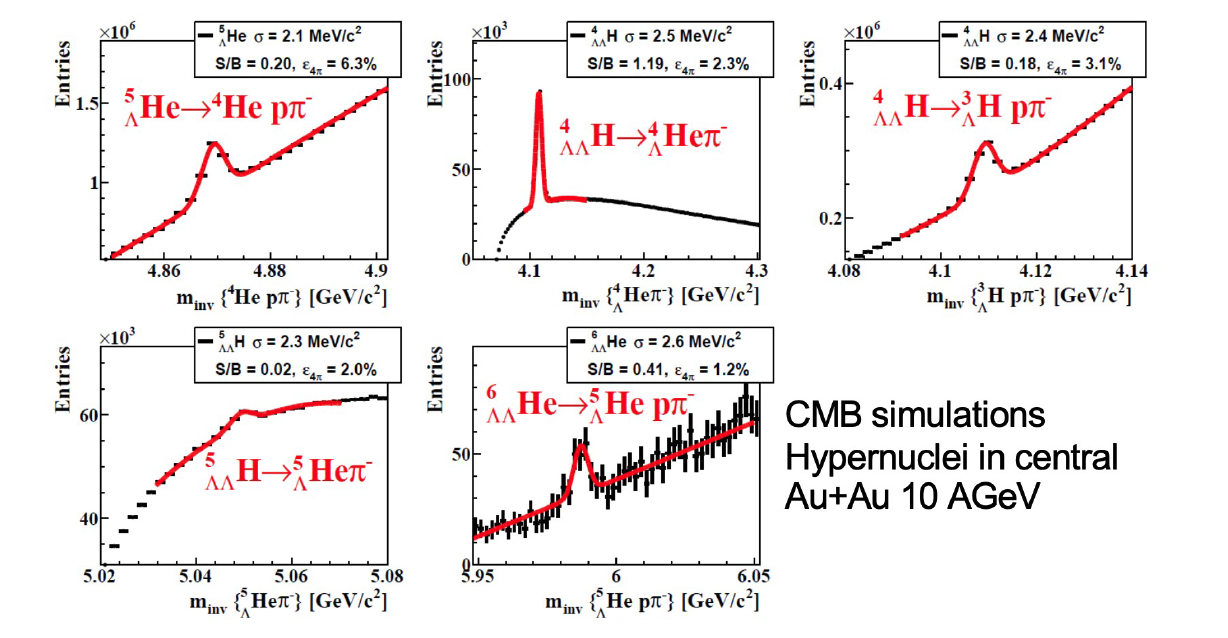 ×10⁶
⁵ΛHe σ = 2.1 MeV/c²
S/B = 0.20, ε4π = 6.3%
Entries
1.5
1
⁵ΛHe→⁴He pπ⁻
4.86 4.88 4.9
minv {⁴He pπ⁻} [GeV/c²]
×10³
⁴ΛΛH σ = 2.5 MeV/c²
S/B = 1.19, ε4π = 2.3%
Entries
100
50
0
⁴ΛΛH→⁴ΛHeπ⁻
4.1 4.2 4.3
minv {⁴ΛHeπ⁻} [GeV/c²]
×10⁶
⁴ΛΛH σ = 2.4 MeV/c²
S/B = 0.18, ε4π = 3.1%
Entries
0.4
0.2
⁴ΛΛH→³ΛH pπ⁻
4.08 4.1 4.12 4.14
minv {³ΛH pπ⁻} [GeV/c²]
×10³
⁵ΛΛH σ = 2.3 MeV/c²
S/B = 0.02, ε4π = 2.0%
Entries
60
40
⁵ΛΛH→⁵ΛHeπ⁻
5.02 5.04 5.06 5.08
minv {⁵ΛHeπ⁻} [GeV/c²]
⁶ΛΛHe σ = 2.6 MeV/c²
S/B = 0.41, ε4π = 1.2%
Entries
50
0
⁶ΛΛHe→⁵ΛHe pπ⁻
5.95 6 6.05
minv {⁵ΛHe pπ⁻} [GeV/c²]
CMB simulations
Hypernuclei in central
Au+Au 10 AGeV